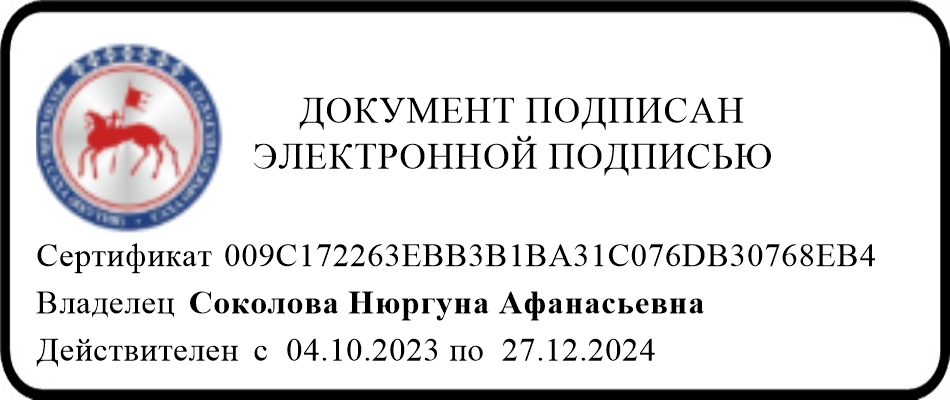 ДОКУМЕНТ ПОДПИСАН
ЭЛЕКТРОННОЙ ПОДПИСЬЮ
Сертификат 009C172263EBB3B1BA31C076DB30768EB4
Владелец Соколова Нюргуна Афанасьевна
Действителен с 04.10.2023 по 27.12.2024